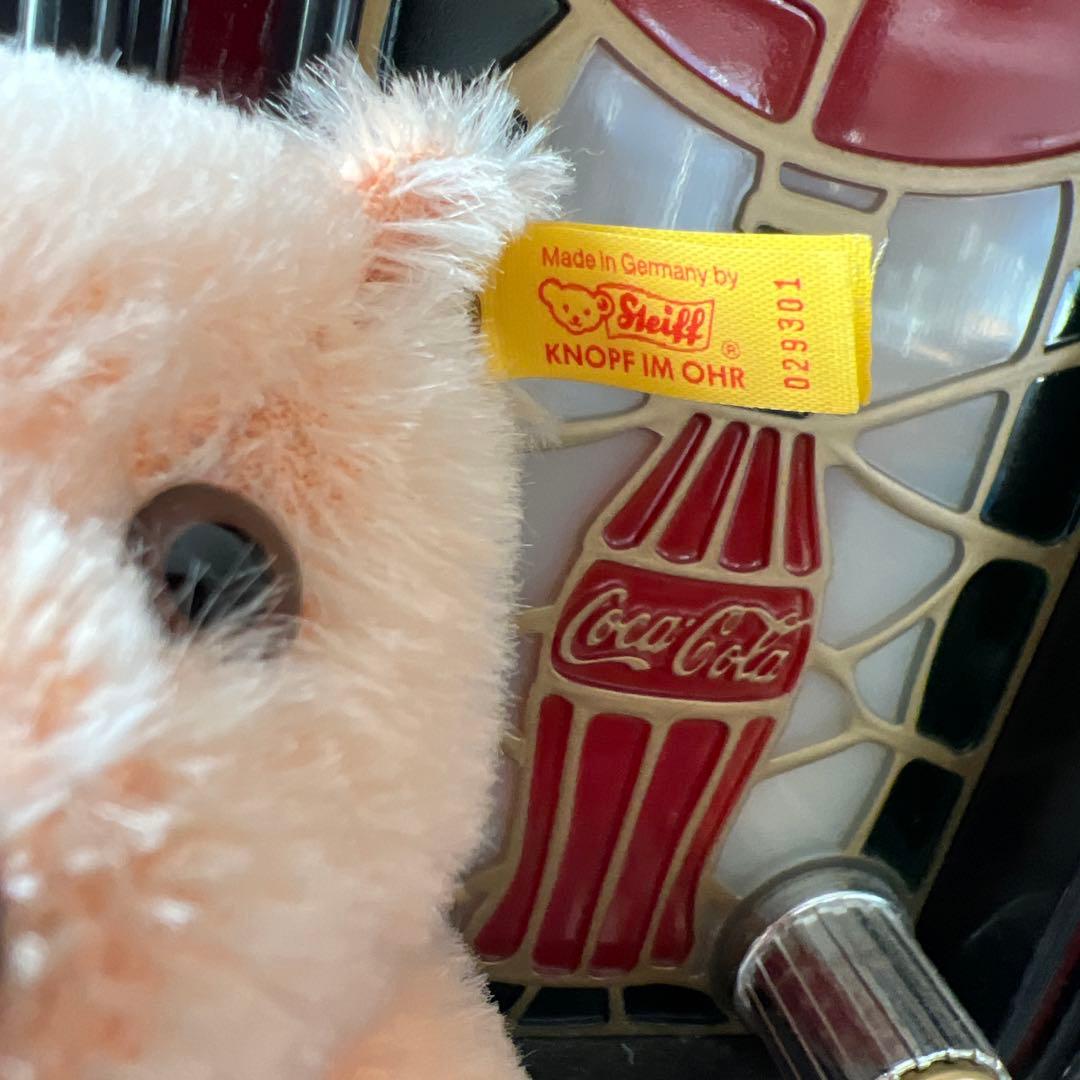 Made in Germany by
Steiff®
KNOPF IM OHR
029301
Coca-Cola